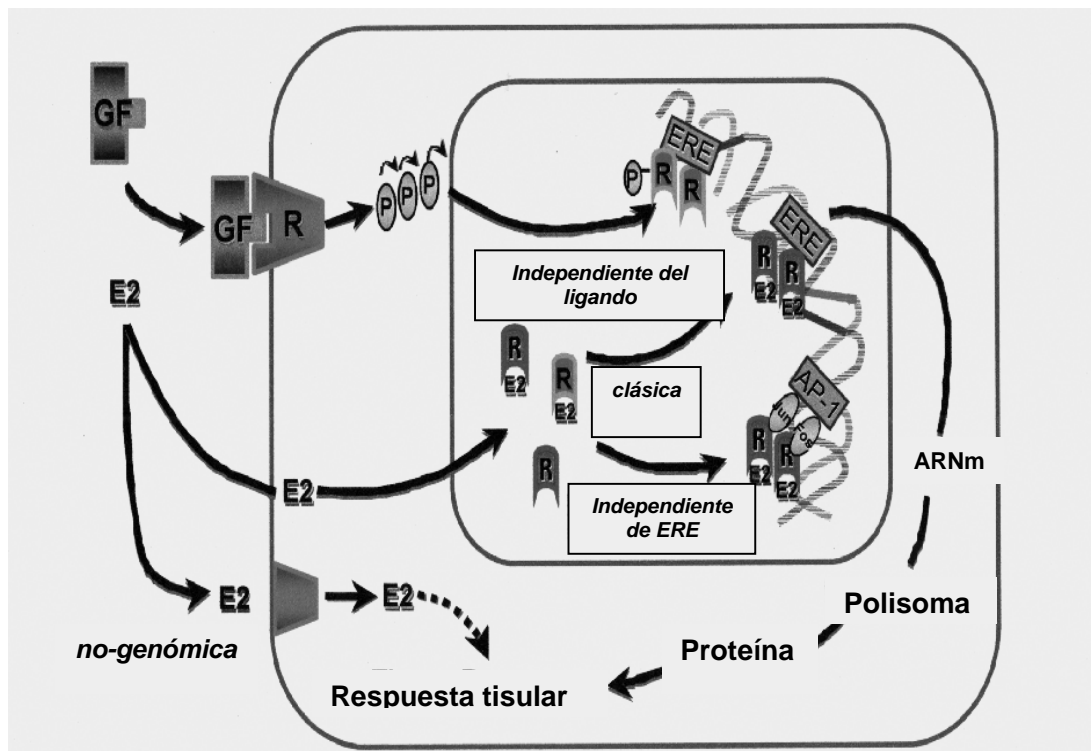 GF
GF
R
P
P
P
ERE
P
R
R
ERE
E2
Independiente del
ligando
R
R
E2
E2
R
E2
R
E2
clásica
AP-1
Jun
Fos
R
R
E2
E2
R
ARNm
E2
Independiente
de ERE
E2
E2
Polisoma
no-genómica
Proteína
Respuesta tisular